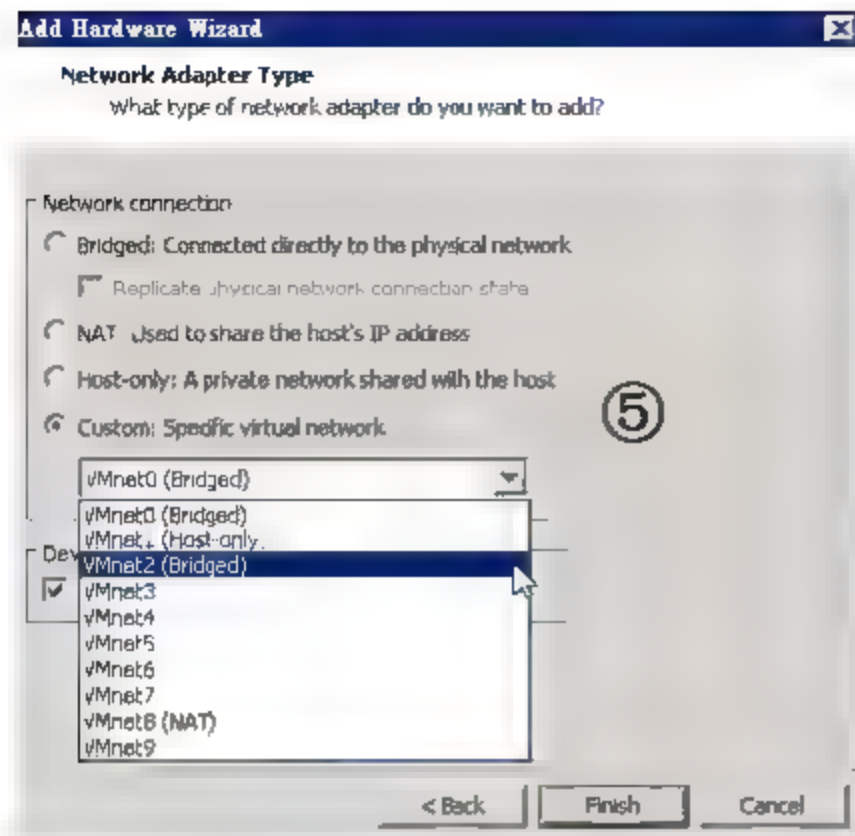 Add Hardware Wizard
Network Adapter Type
What type of network adapter do you want to add?
Network connection
Bridged: Connected directly to the physical network
Replicate physical network connection state
NAT: Used to share the host's IP address
Host-only: A private network shared with the host
Custom: Specific virtual network
⑤
VMnet0 (Bridged)
VMnet0 (Bridged)
VMnet1 (Host-only)
Dev
VMnet2 (Bridged)
VMnet3
VMnet4
VMnet5
VMnet6
VMnet7
VMnet8 (NAT)
VMnet9
< Back Finish Cancel